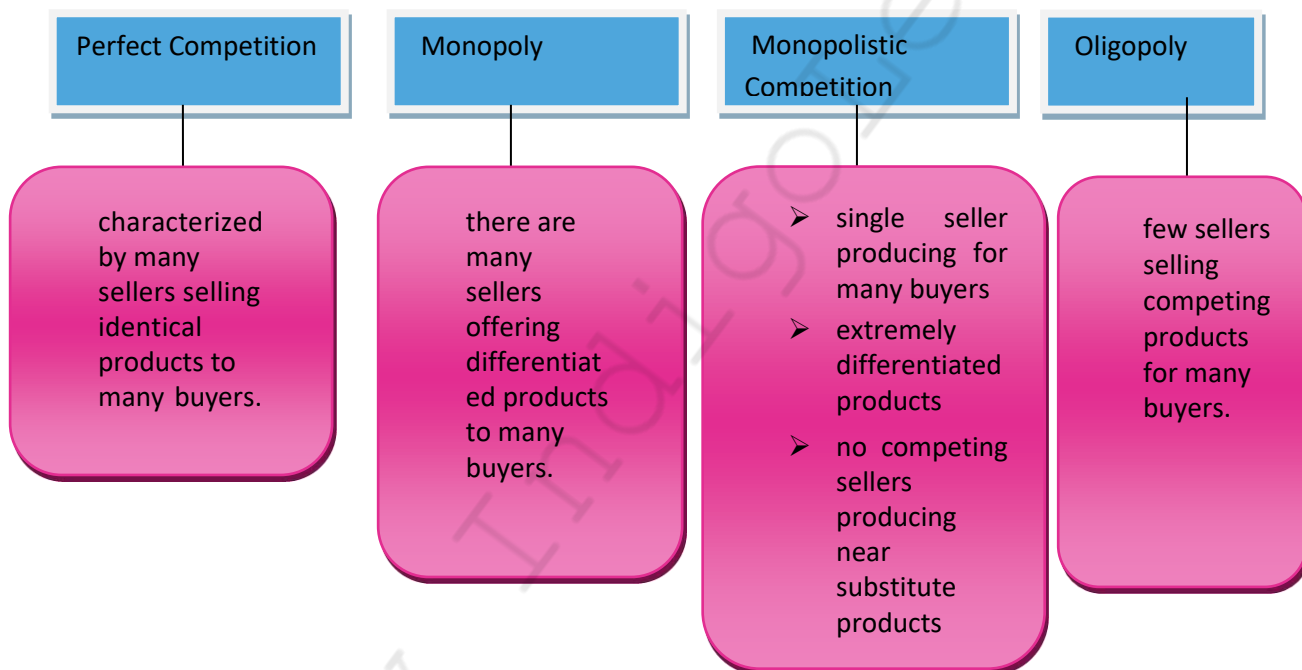 Perfect Competition
characterized
by many
sellers selling
identical
products to
many buyers.
Monopoly
there are
many
sellers
offering
differentiat
ed products
to many
buyers.
Monopolistic
Competition
➢ single seller
producing for
many buyers
➢ extremely
differentiated
products
➢ no competing
sellers
producing
near
substitute
products
Oligopoly
few sellers
selling
competing
products
for many
buyers.